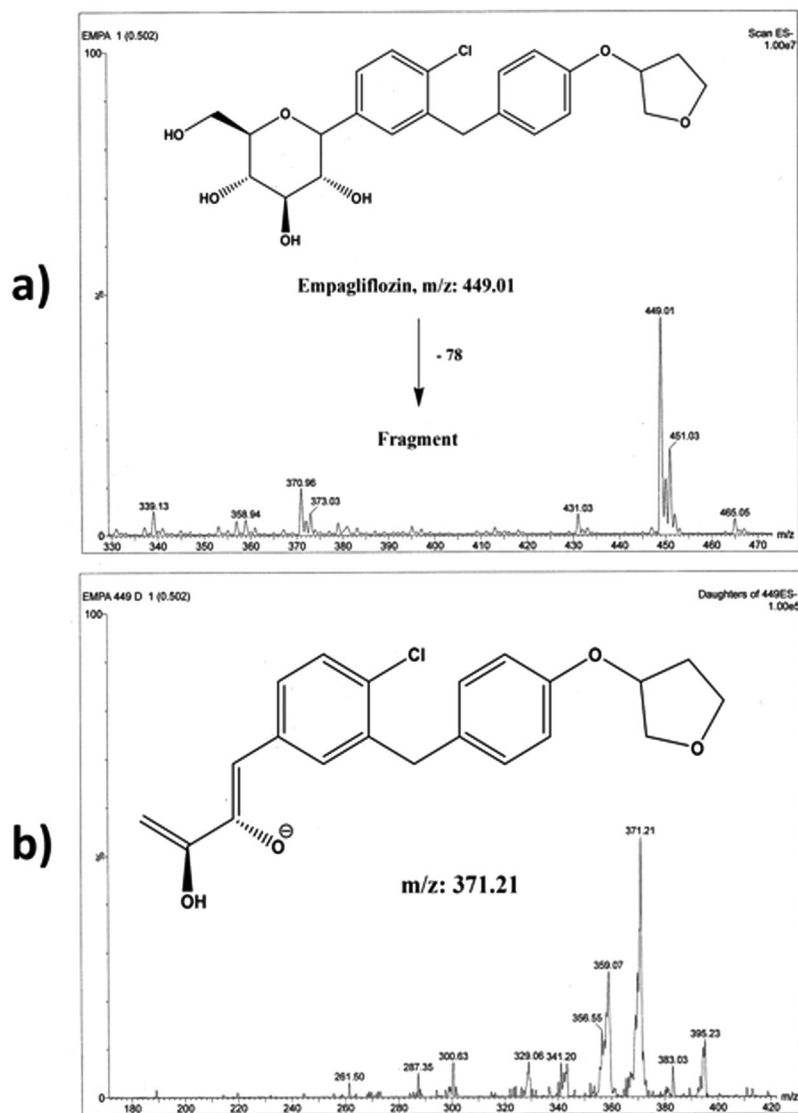 EMPA 1 (0.502)
Scan ES-
1.00e7
100
Cl
O
O
O
HO
HO
OH
HO
OH
a)
Empagliflozin, m/z: 449.01
- 78
Fragment
%
449.01
451.03
370.96
373.03
339.13
358.94
431.03
465.05
0
330 340 350 360 370 380 390 400 410 420 430 440 450 460 470 m/z
EMPA 449 D 1 (0.502)
Daughters of 449ES-
1.00e5
100
Cl
O
O
O
⊖
OH
b)
m/z: 371.21
%
371.21
359.07
356.55
395.23
300.63
329.06
341.20
383.03
287.35
261.50
0
180 200 220 240 260 280 300 320 340 360 380 400 420 m/z